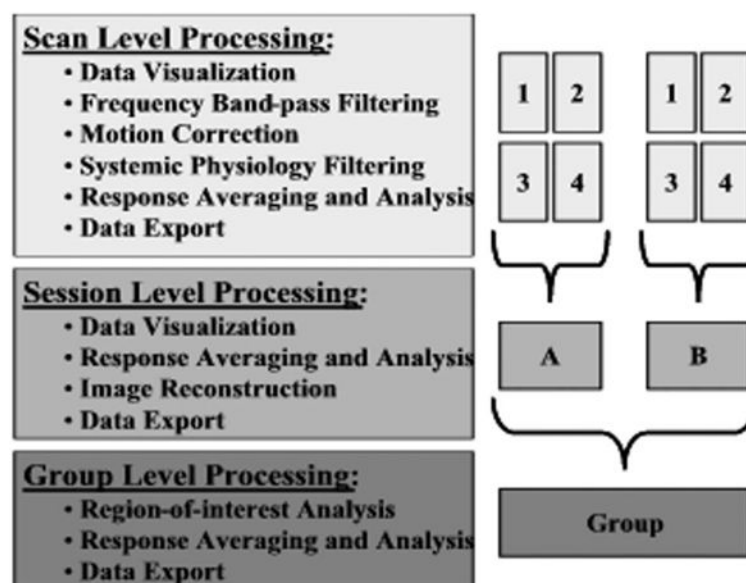 Scan Level Processing:
• Data Visualization
• Frequency Band-pass Filtering
• Motion Correction
• Systemic Physiology Filtering
• Response Averaging and Analysis
• Data Export
1 2 1 2
3 4 3 4
Session Level Processing:
• Data Visualization
• Response Averaging and Analysis
• Image Reconstruction
• Data Export
A B
Group Level Processing:
• Region-of-interest Analysis
• Response Averaging and Analysis
• Data Export
Group